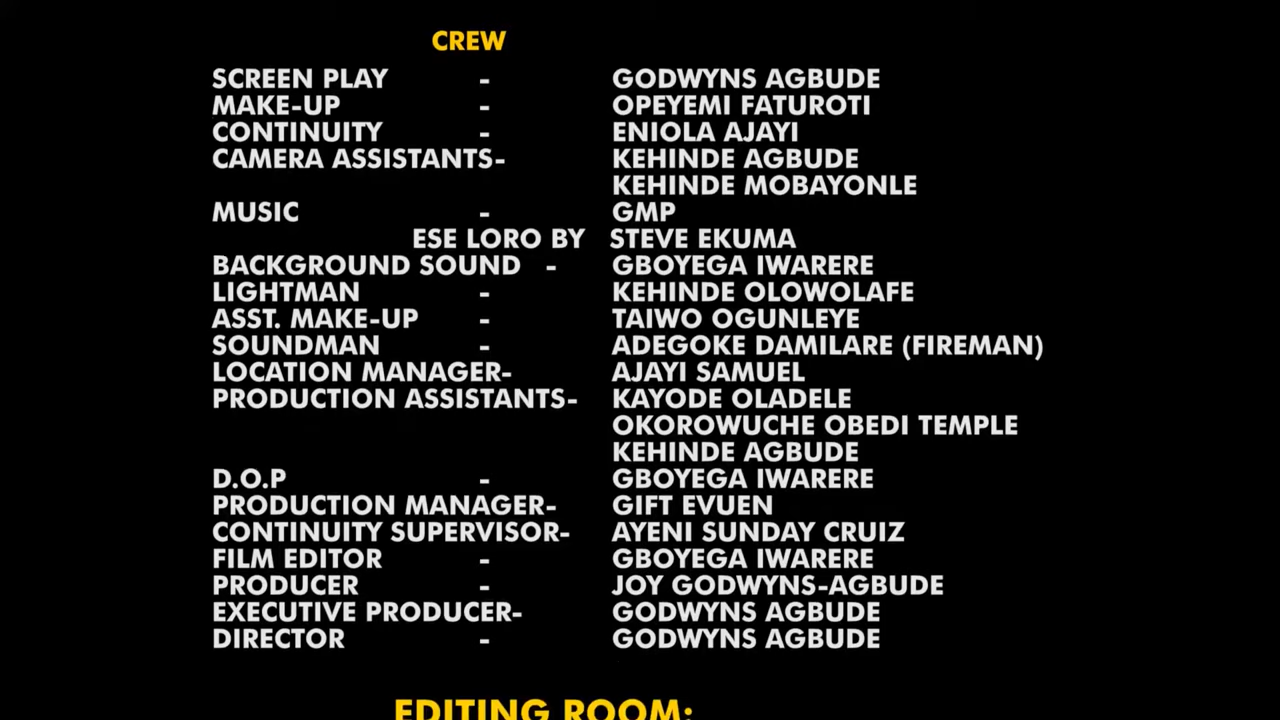 CREW
SCREEN PLAY - GODWYNS AGBUDE
MAKE-UP - OPEYEMI FATUROTI
CONTINUITY - ENIOLA AJAYI
CAMERA ASSISTANTS- KEHINDE AGBUDE
KEHINDE MOBAYONLE
MUSIC - GMP
ESE LORO BY STEVE EKUMA
BACKGROUND SOUND - GBOYEGA IWARERE
LIGHTMAN - KEHINDE OLOWOLAFE
ASST. MAKE-UP - TAIWO OGUNLEYE
SOUNDMAN - ADEGOKE DAMILARE (FIREMAN)
LOCATION MANAGER- AJAYI SAMUEL
PRODUCTION ASSISTANTS- KAYODE OLADELE
OKOROWUCHE OBEDI TEMPLE
KEHINDE AGBUDE
D.O.P - GBOYEGA IWARERE
PRODUCTION MANAGER- GIFT EVUEN
CONTINUITY SUPERVISOR- AYENI SUNDAY CRUIZ
FILM EDITOR - GBOYEGA IWARERE
PRODUCER - JOY GODWYNS-AGBUDE
EXECUTIVE PRODUCER- GODWYNS AGBUDE
DIRECTOR - GODWYNS AGBUDE
EDITING ROOM: